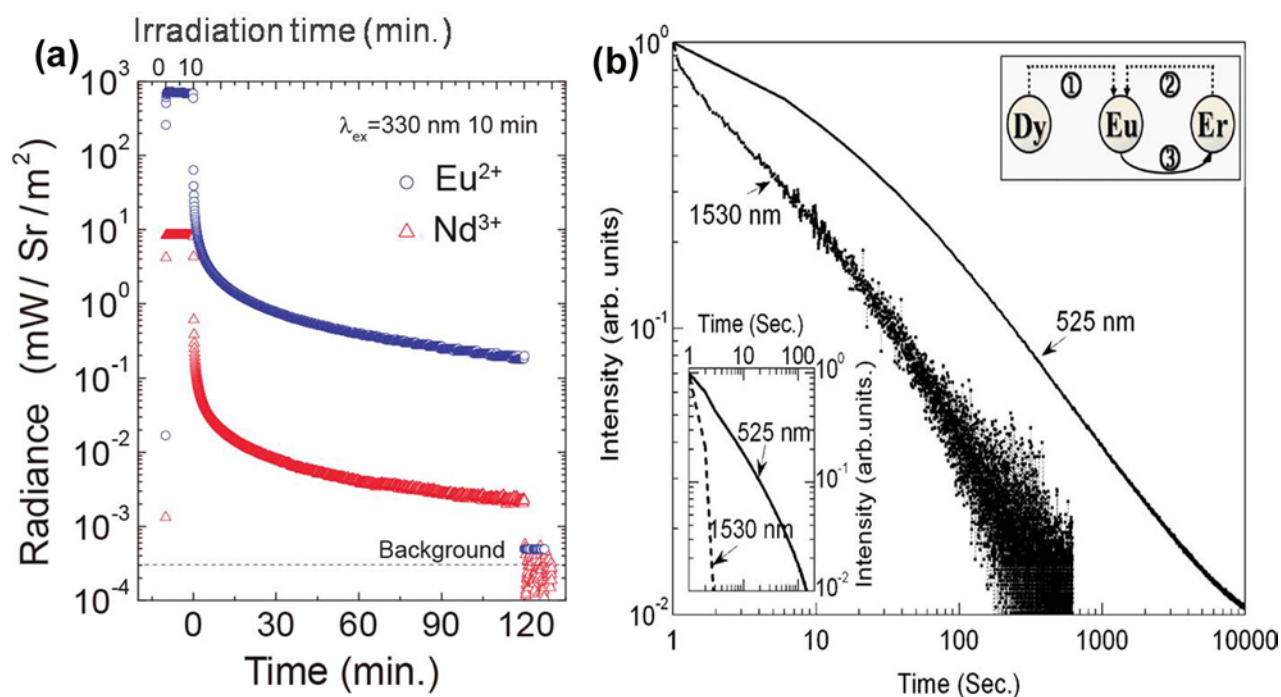 (a)
Irradiation time (min.)
0 10
10³
10²
10¹
10⁰
10⁻¹
10⁻²
10⁻³
10⁻⁴
Radiance (mW/ Sr/m²)
λex=330 nm 10 min
Eu²⁺
Nd³⁺
Background
0 30 60 90 120
Time (min.)
(b)
10⁰
10⁻¹
10⁻²
Intensity (arb. units)
1530 nm
525 nm
① ②
Dy Eu Er
③
Time (Sec.)
1 10 100
10⁰
10⁻¹
10⁻²
Intensity (arb.units.)
525 nm
1530 nm
1 10 100 1000 10000
Time (Sec.)